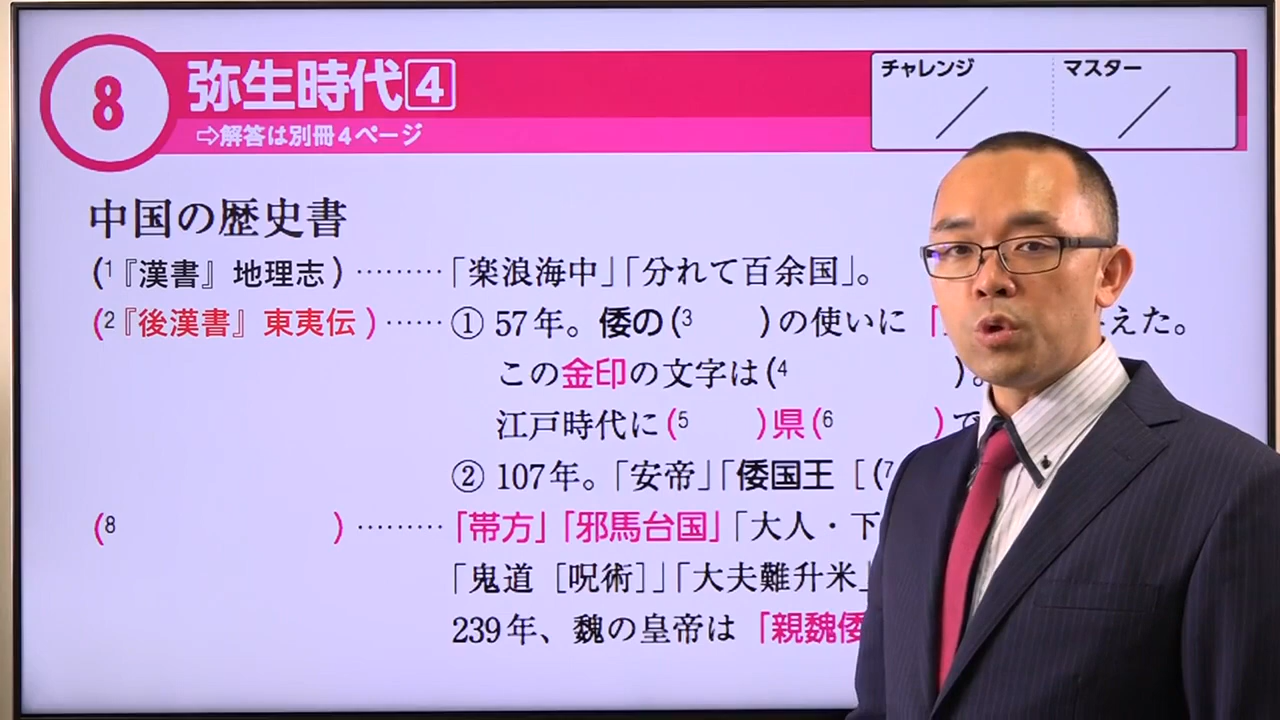 8 弥生時代4
⇨解答は別冊4ページ
チャレンジ マスター
／ ／
中国の歴史書
(1『漢書』地理志)………「楽浪海中」「分れて百余国」。
(2『後漢書』東夷伝)……① 57年。倭の(3 )の使いに「 えた。
この金印の文字は(4 )。
江戸時代に(5 )県(6 )で
② 107年。「安帝」「倭国王[(7
(8 )………「帯方」「邪馬台国」「大人・下
「鬼道[呪術]」「大夫難升米」
239年、魏の皇帝は「親魏倭